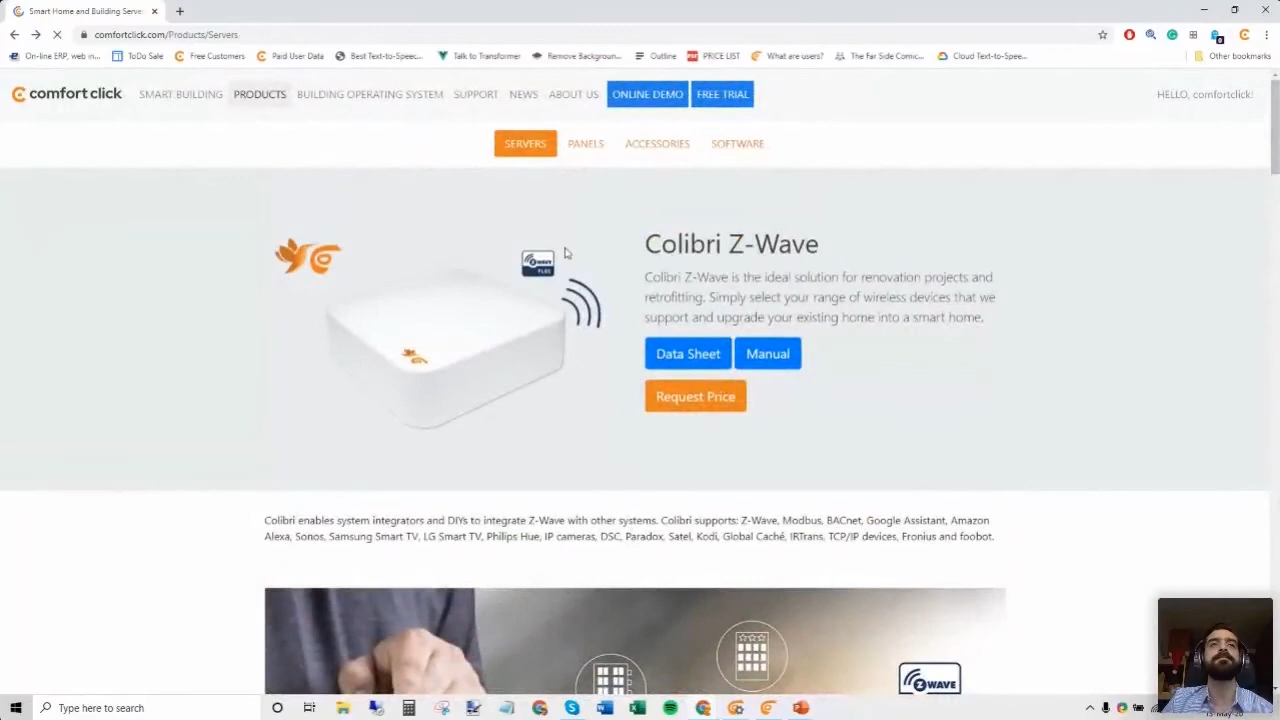 Smart Home and Building Serve
comfortclick.com/Products/Servers
On-line ERP, web in...
ToDo Sale
Free Customers
Paid User Data
Best Text-to-Speec...
Talk to Transformer
Remove Backgroun...
Outline
PRICE LIST
What are users?
The Far Side Comic...
Cloud Text-to-Spee...
Other bookmarks
comfortclick
SMART BUILDING
PRODUCTS
BUILDING OPERATING SYSTEM
SUPPORT
NEWS
ABOUT US
ONLINE DEMO
FREE TRIAL
HELLO, comfortclick!
SERVERS
PANELS
ACCESSORIES
SOFTWARE
Colibri Z-Wave
Colibri Z-Wave is the ideal solution for renovation projects and
retrofitting. Simply select your range of wireless devices that we
support and upgrade your existing home into a smart home.
Data Sheet
Manual
Request Price
Colibri enables system integrators and DIYs to integrate Z-Wave with other systems. Colibri supports: Z-Wave, Modbus, BACnet, Google Assistant, Amazon
Alexa, Sonos, Samsung Smart TV, LG Smart TV, Philips Hue, IP cameras, DSC, Paradox, Satel, Kodi, Global Caché, IRTrans, TCP/IP devices, Fronius and foobot.
Z WAVE
Type here to search